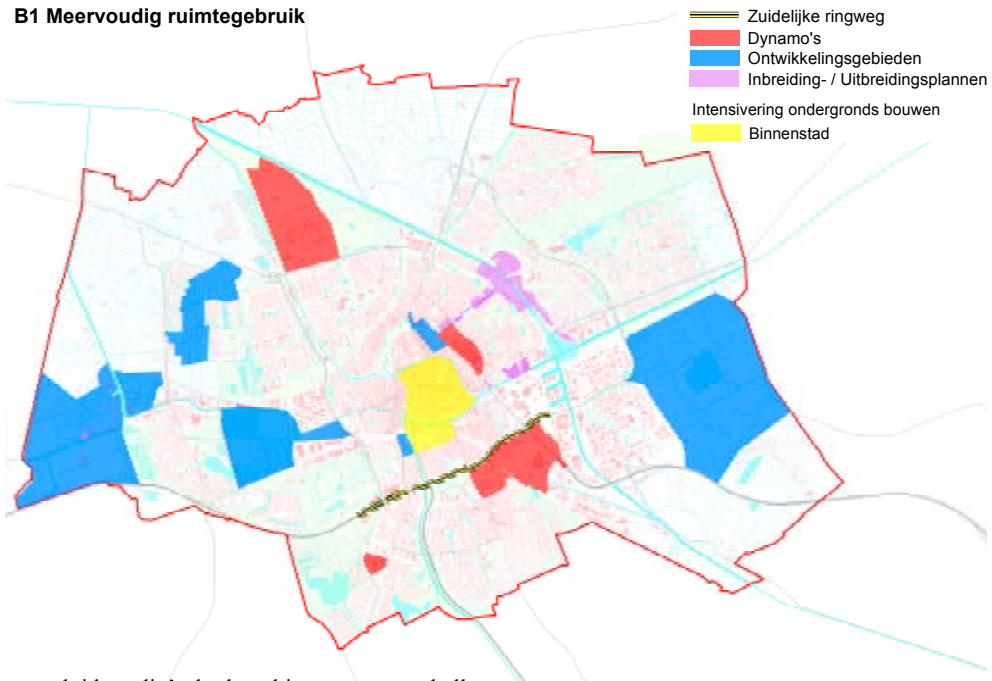 B1 Meervoudig ruimtegebruik
Zuidelijke ringweg
Dynamo's
Ontwikkelingsgebieden
Inbreiding- / Uitbreidingsplannen
Intensivering ondergronds bouwen
Binnenstad